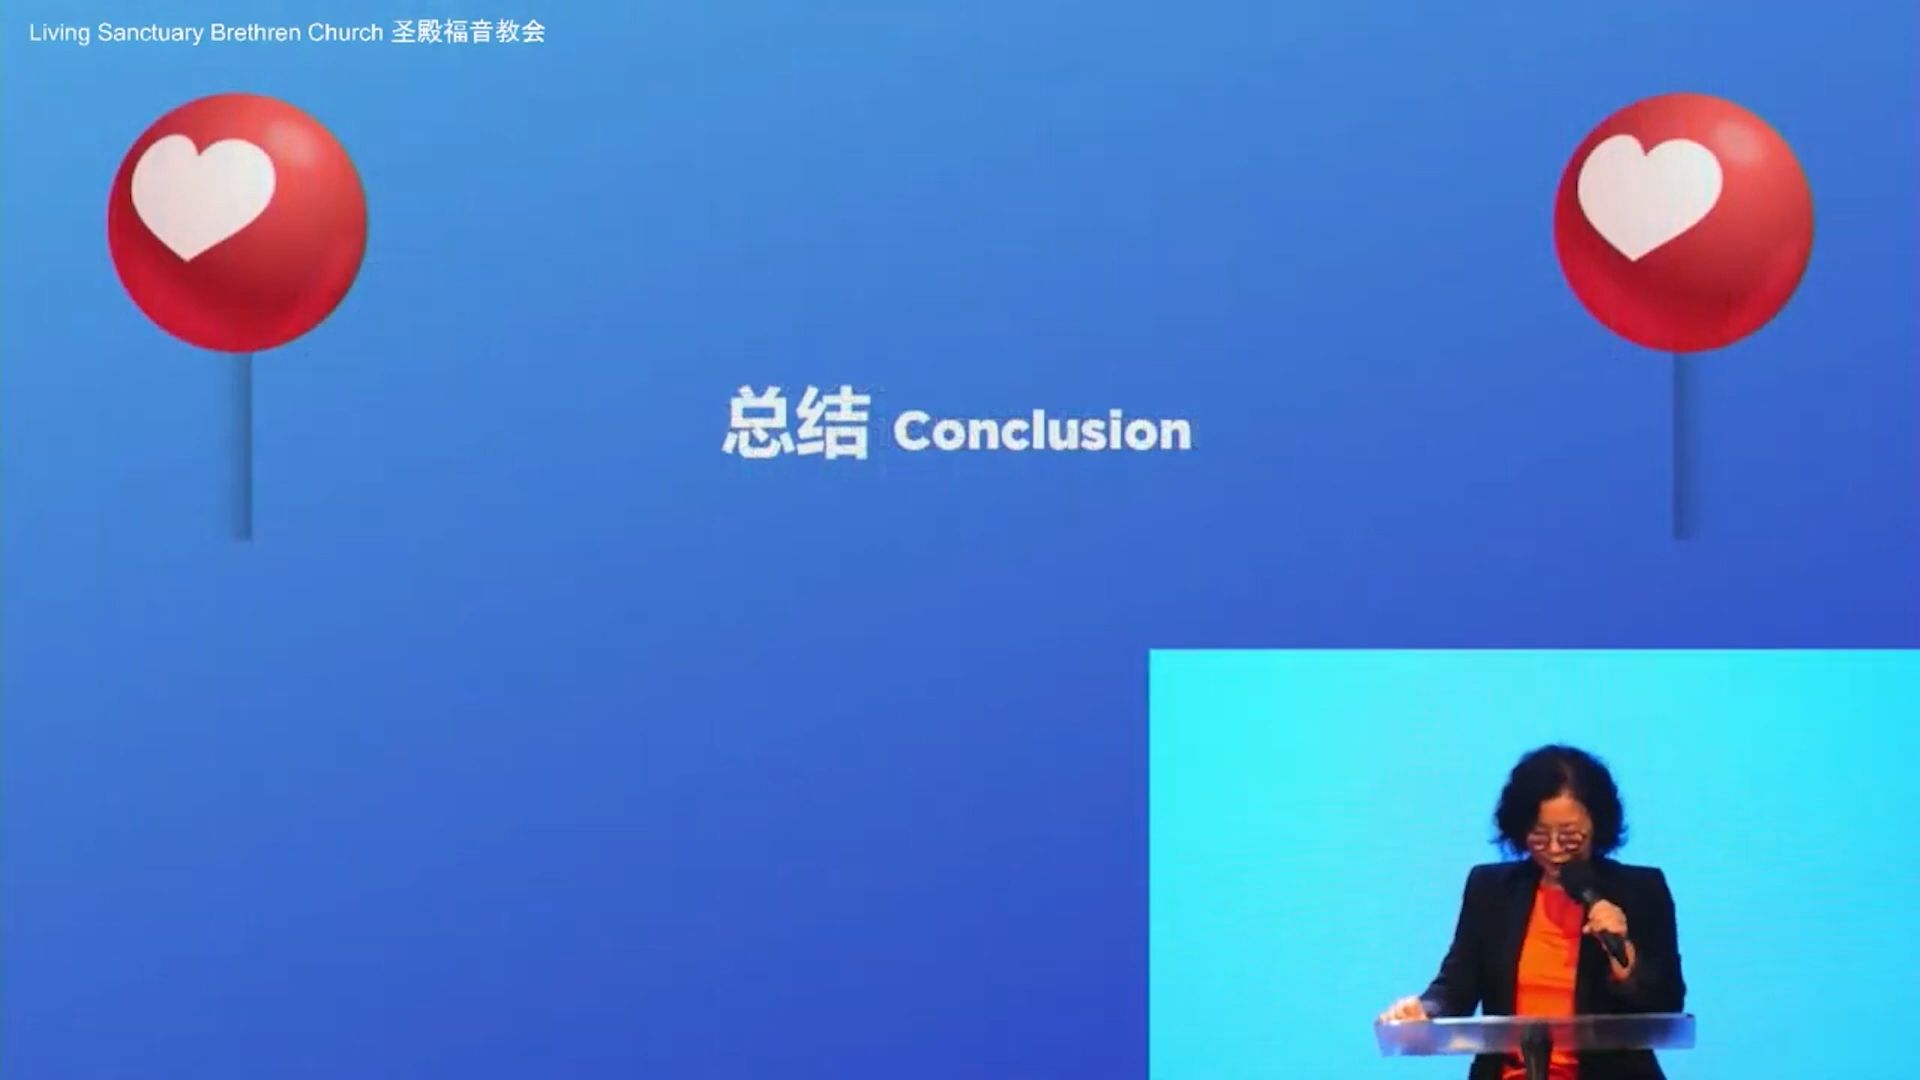 Living Sanctuary Brethren Church 圣殿福音教会
总结 Conclusion